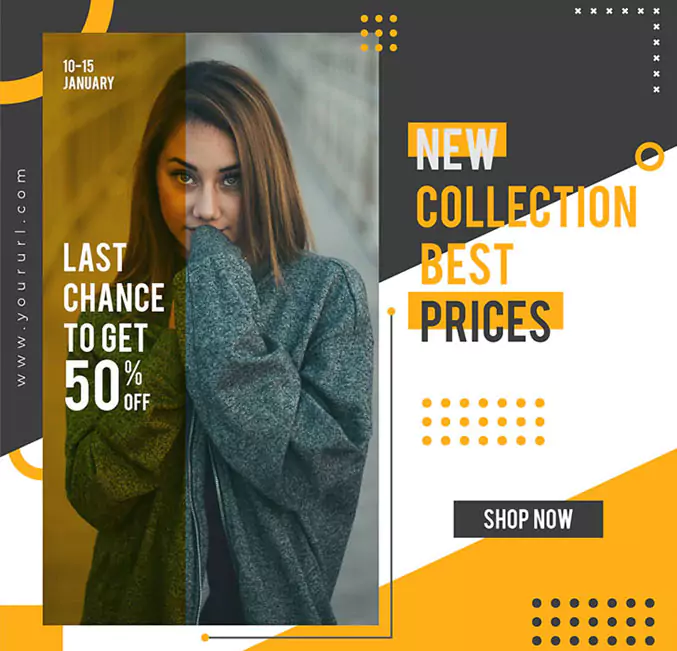 10-15
JANUARY
www.yoururl.com
LAST
CHANCE
TO GET
50%
OFF
NEW
COLLECTION
BEST
PRICES
SHOP NOW